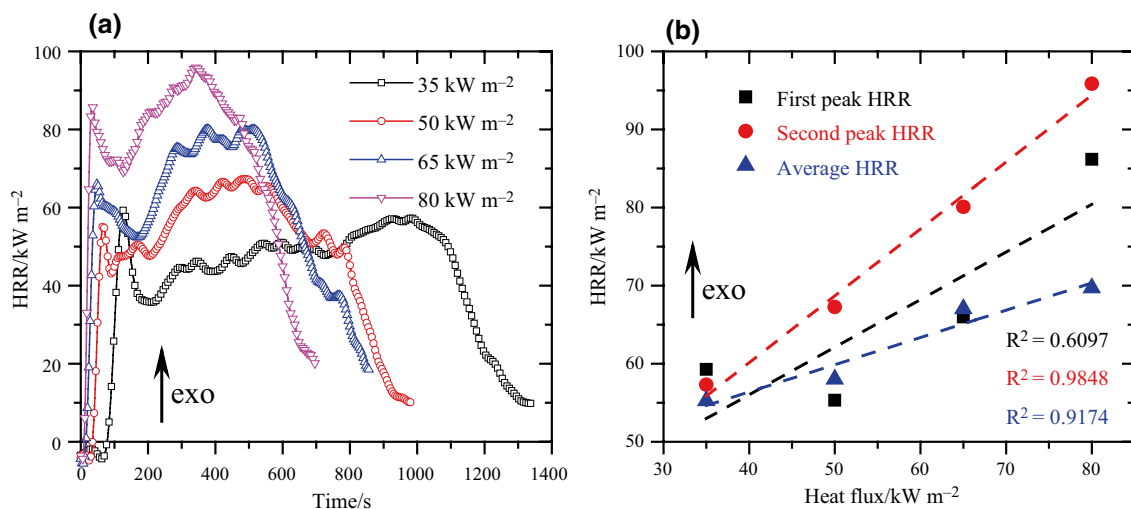 (a)
100
80
60
40
20
0
HRR/kW m⁻²
35 kW m⁻²
50 kW m⁻²
65 kW m⁻²
80 kW m⁻²
exo
0 200 400 600 800 1000 1200 1400
Time/s
(b)
100
90
80
70
60
50
HRR/kW m⁻²
First peak HRR
Second peak HRR
Average HRR
exo
R² = 0.6097
R² = 0.9848
R² = 0.9174
30 40 50 60 70 80
Heat flux/kW m⁻²